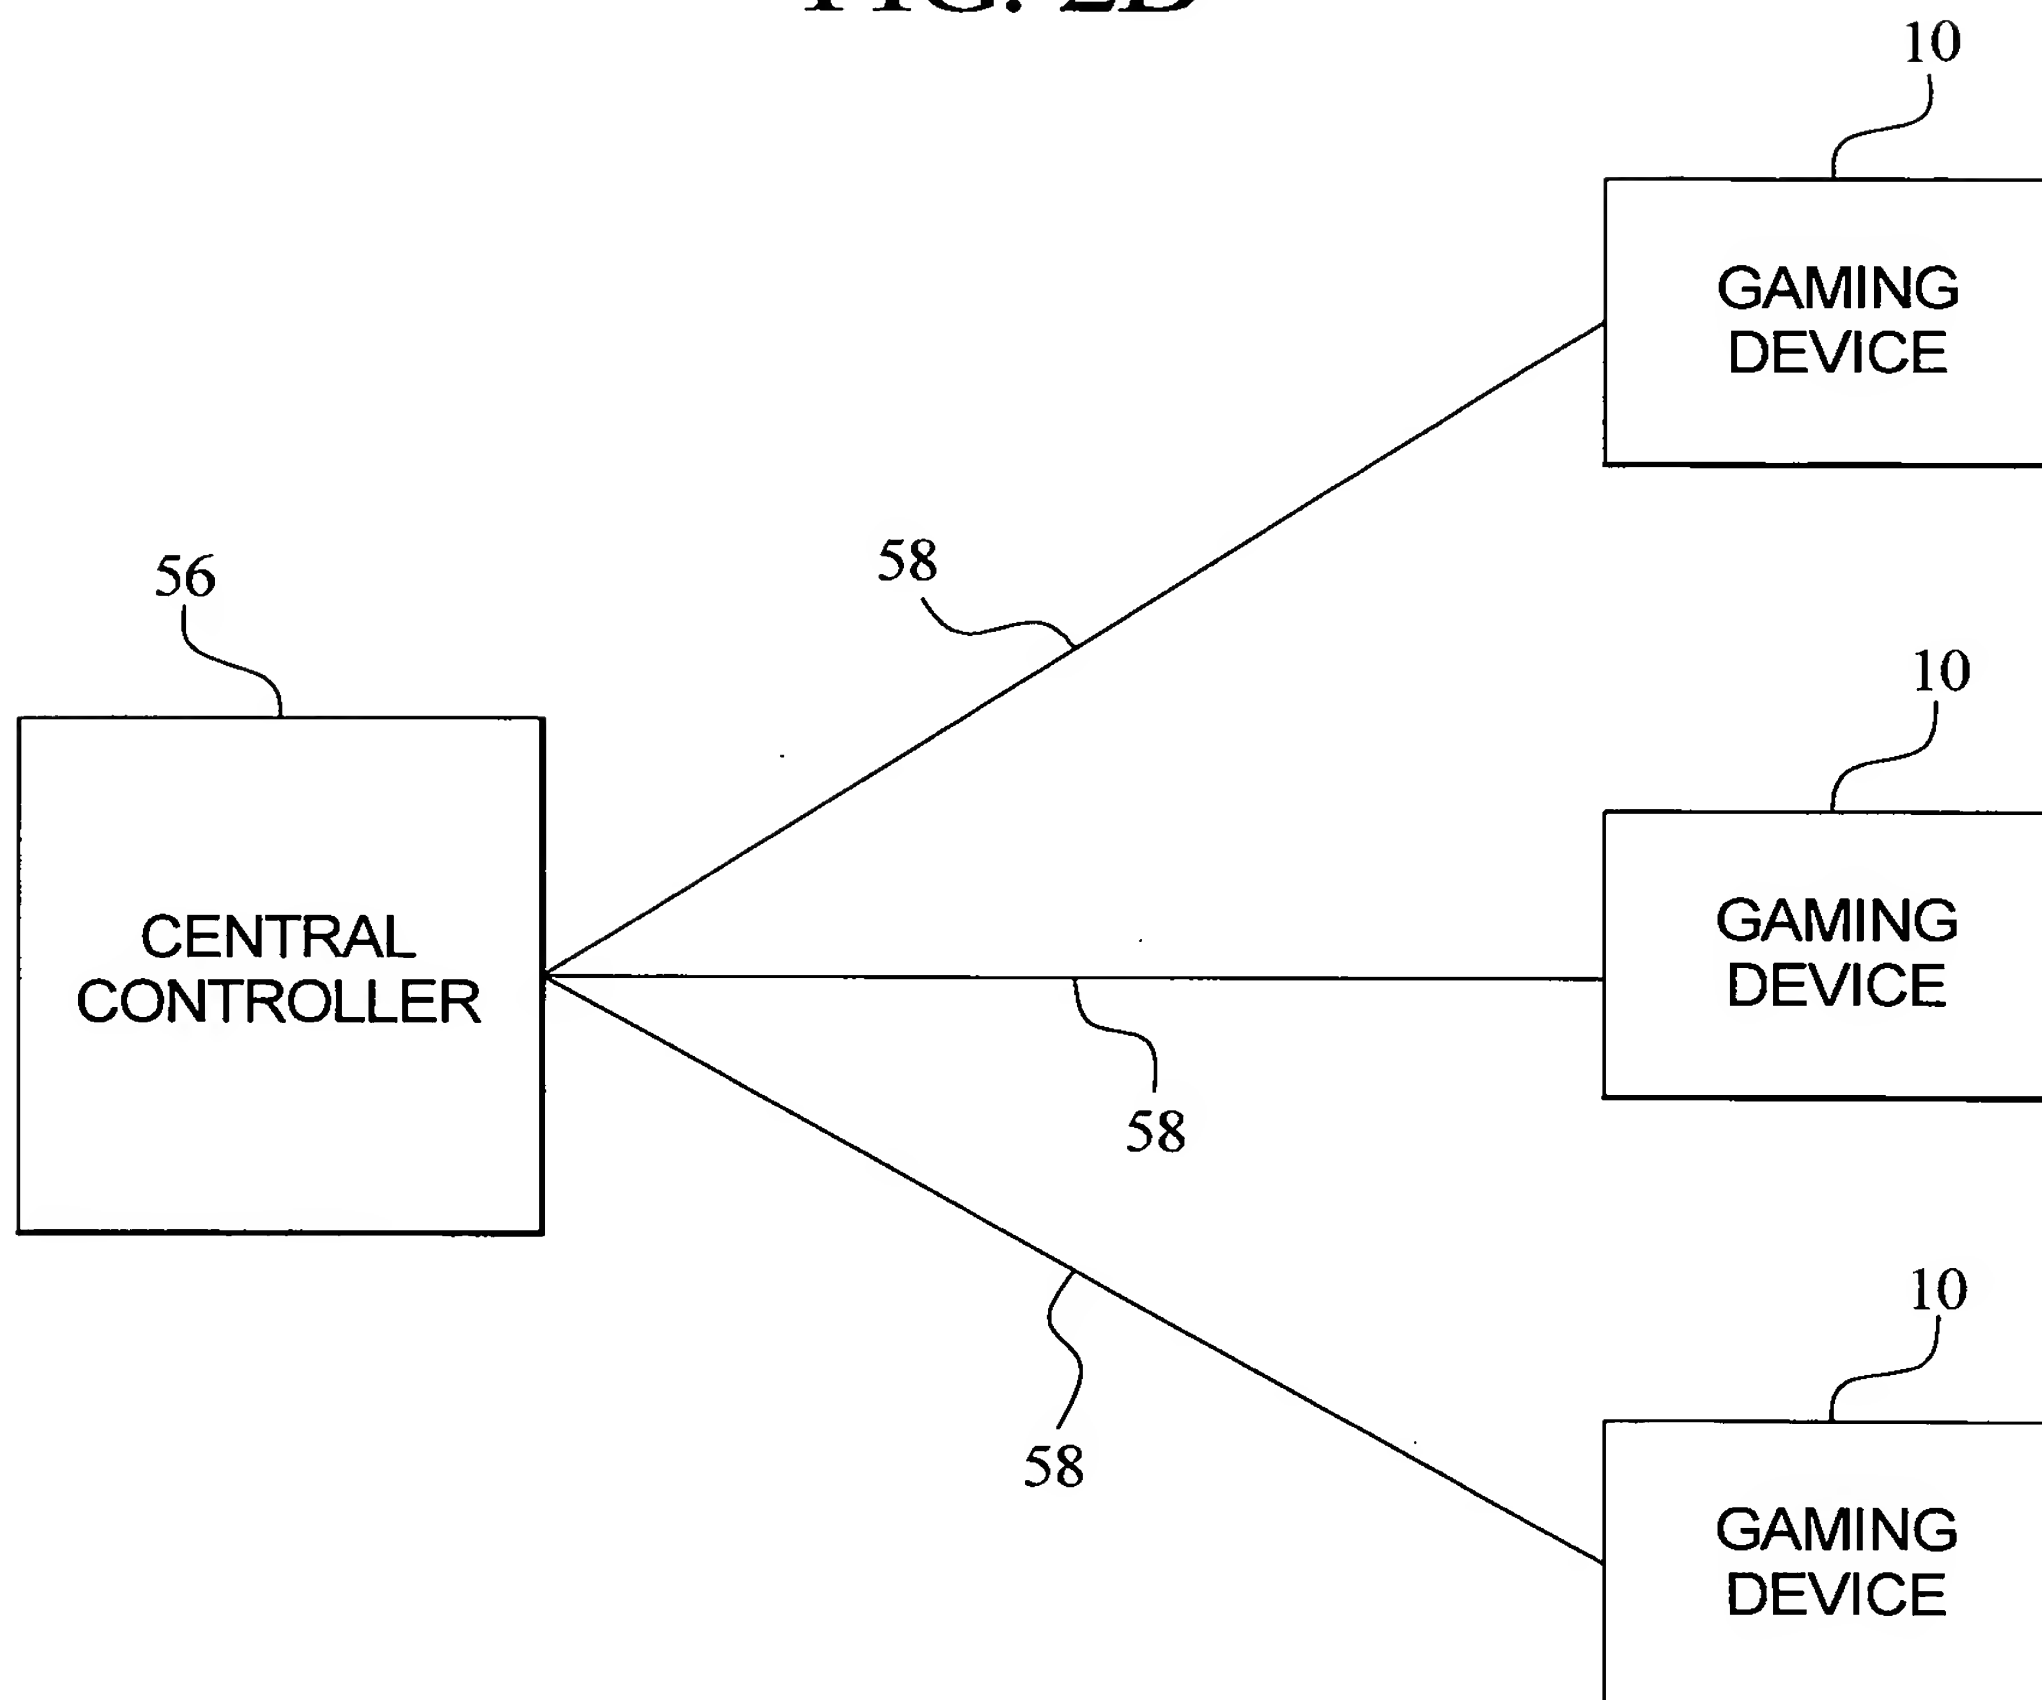 10
GAMING
DEVICE
58
56
10
CENTRAL
CONTROLLER
GAMING
DEVICE
58
10
58
GAMING
DEVICE